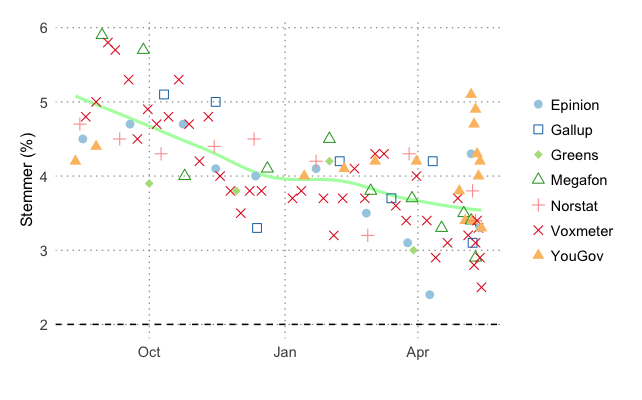 Stemmer (%)
6
5
4
3
2
Oct
Jan
Apr
Epinion
Gallup
Greens
Megafon
Norstat
Voxmeter
YouGov